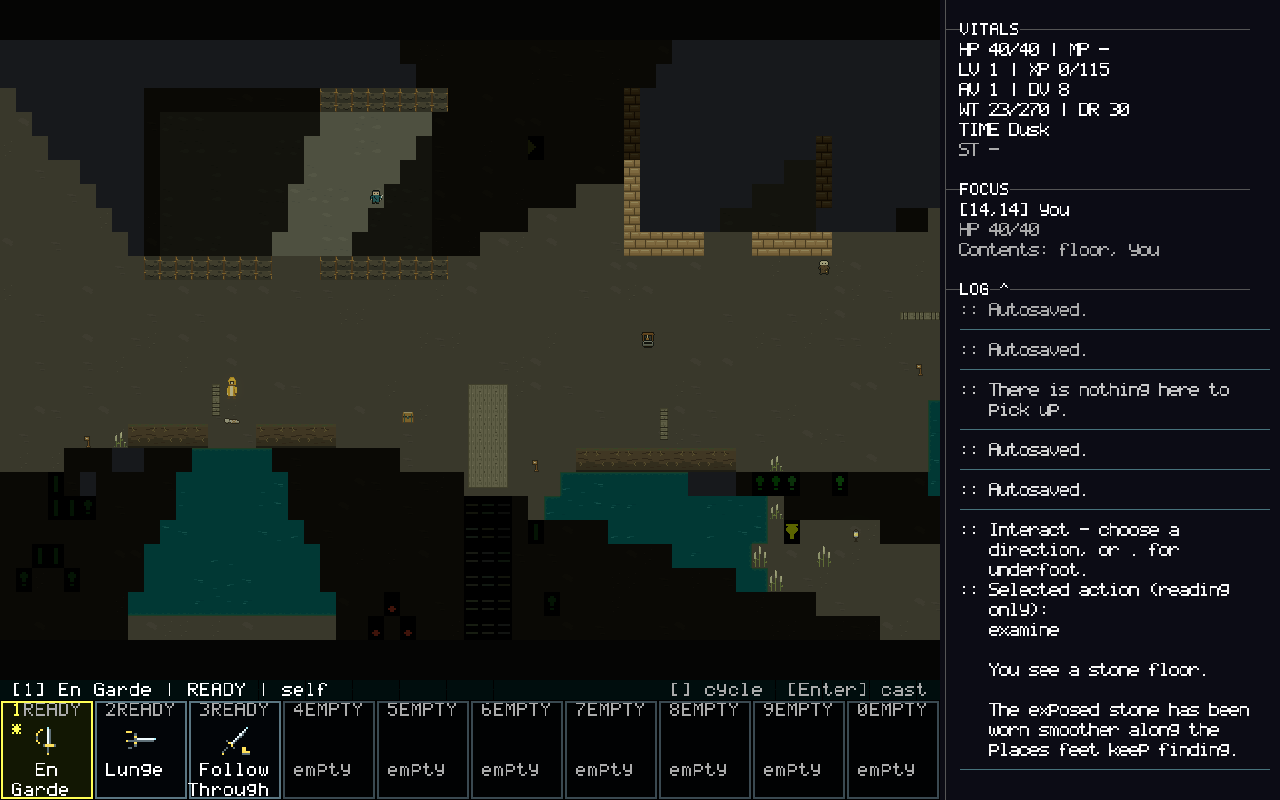 VITALS
HP 40/40 | MP -
LV 1 | XP 0/115
AV 1 | DV 8
WT 23/270 | DR 30
TIME Dusk
ST -
FOCUS
[14,14] You
HP 40/40
Contents: floor, You
LOG ^
:: Autosaved.
:: Autosaved.
:: There is nothing here to
Pick uP.
:: Autosaved.
:: Autosaved.
:: Interact - choose a
direction, or . for
underfoot.
:: Selected action (reading
only):
examine
You see a stone floor.
The exPosed stone has been
worn smoother along the
Places feet keeP finding.
[1] En Garde | READY | self
[] cycle [Enter] cast
1READY 2READY 3READY 4EMPTY 5EMPTY 6EMPTY 7EMPTY 8EMPTY 9EMPTY 0EMPTY
*
En Garde
Lunge
Follow Through
emPty emPty emPty emPty emPty emPty emPty